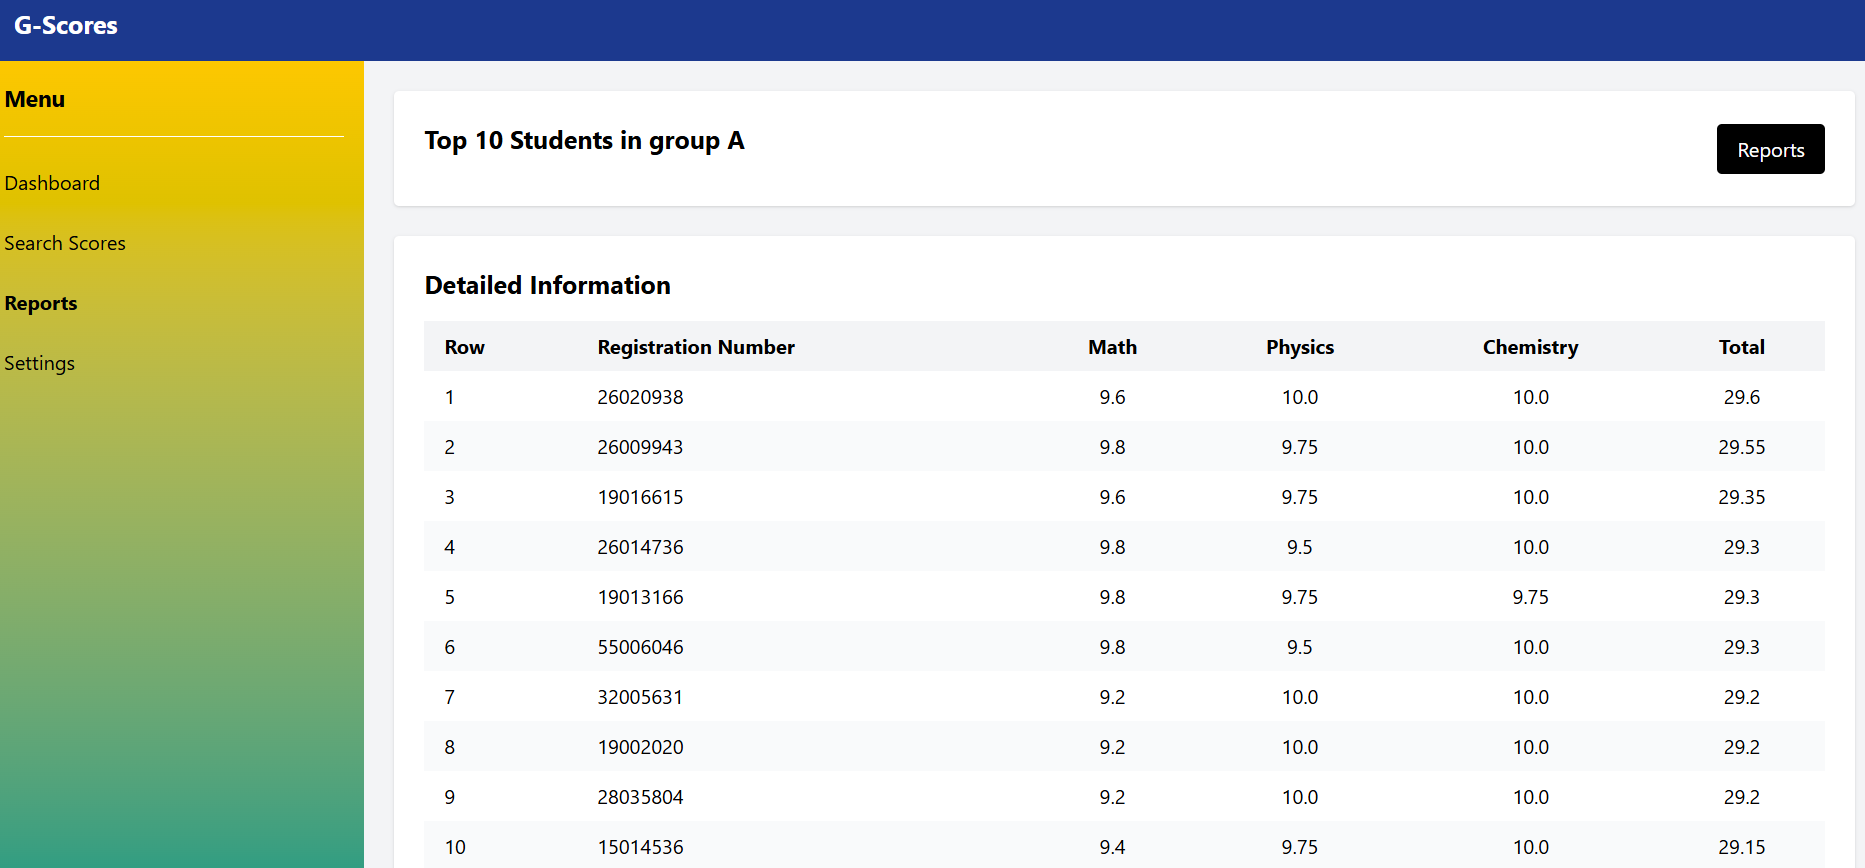 G-Scores
Menu
Dashboard
Search Scores
Reports
Settings
Top 10 Students in group A
Reports
Detailed Information
Row Registration Number Math Physics Chemistry Total
1 26020938 9.6 10.0 10.0 29.6
2 26009943 9.8 9.75 10.0 29.55
3 19016615 9.6 9.75 10.0 29.35
4 26014736 9.8 9.5 10.0 29.3
5 19013166 9.8 9.75 9.75 29.3
6 55006046 9.8 9.5 10.0 29.3
7 32005631 9.2 10.0 10.0 29.2
8 19002020 9.2 10.0 10.0 29.2
9 28035804 9.2 10.0 10.0 29.2
10 15014536 9.4 9.75 10.0 29.15